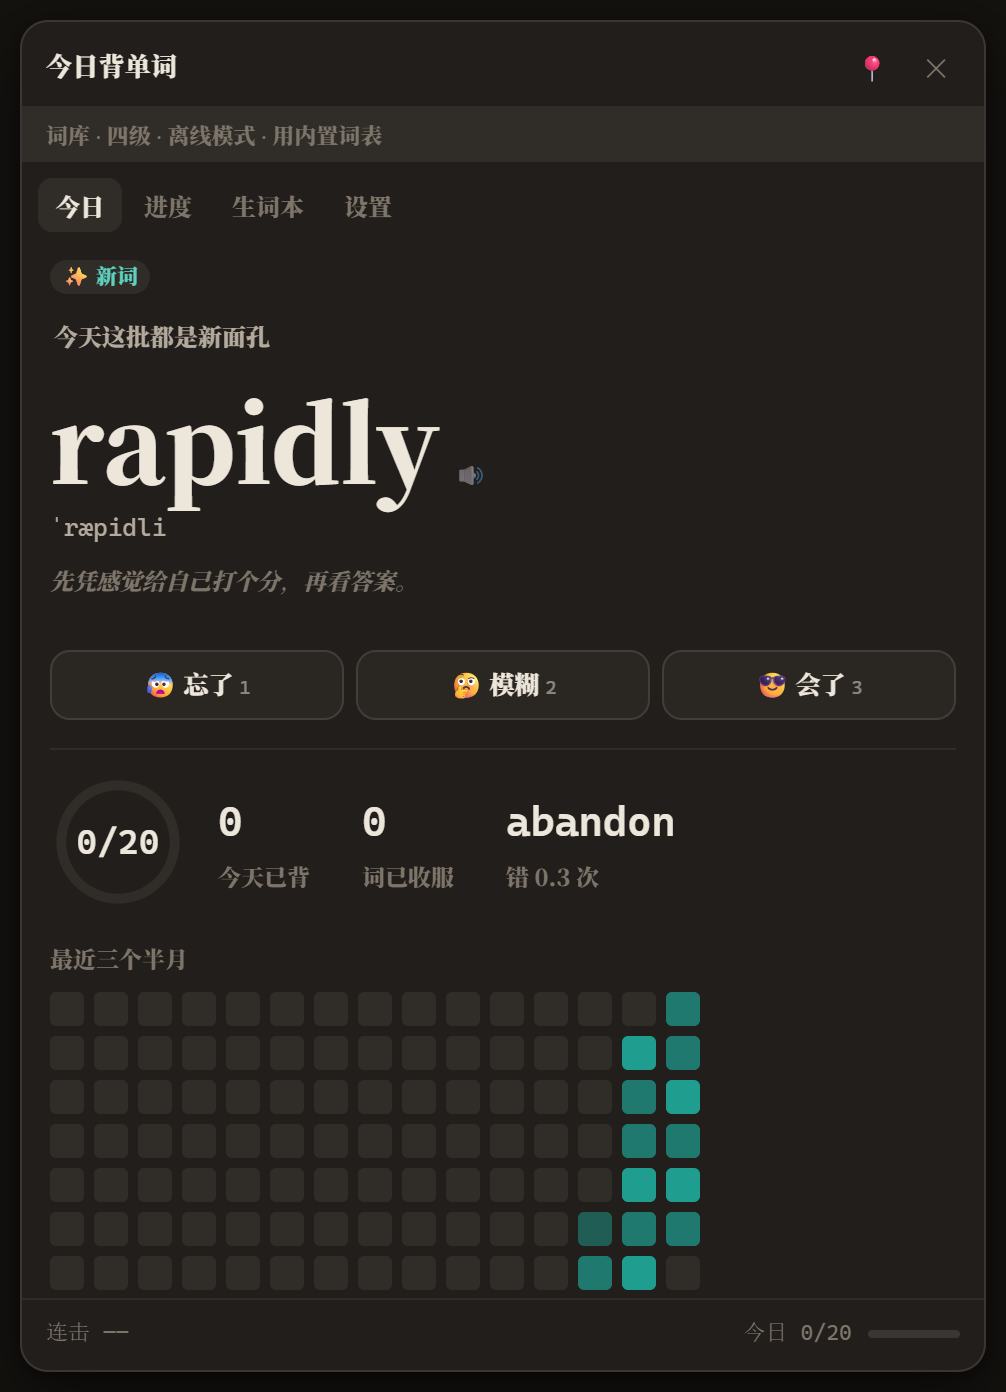 今日背单词
词库 · 四级 · 离线模式 · 用内置词表
今日 进度 生词本 设置
✨ 新词
今天这批都是新面孔
rapidly
ˈræpidli
先凭感觉给自己打个分，再看答案。
😰 忘了 1 🤔 模糊 2 😎 会了 3
0/20 0 0 abandon
今天已背 词已收服 错 0.3 次
最近三个半月
连击 —— 今日 0/20